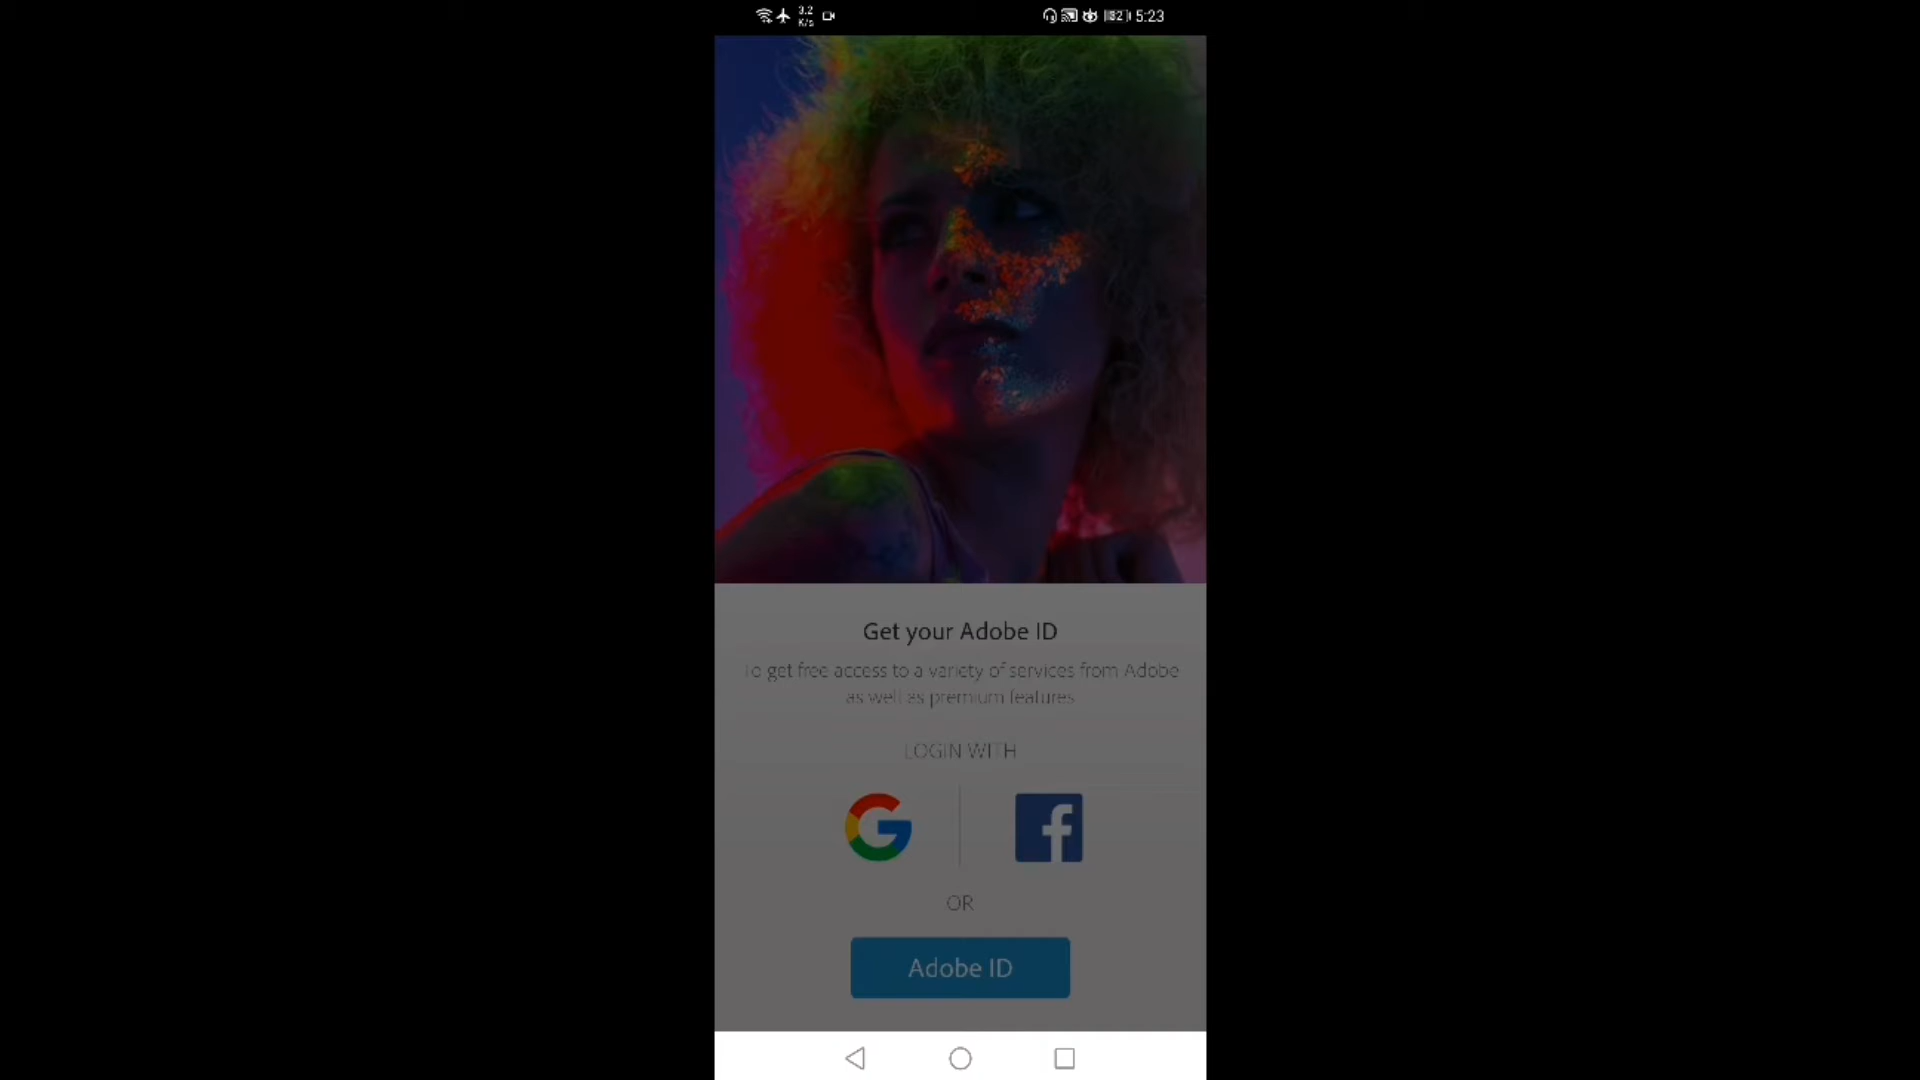 3.2
K/s
82
5:23
Get your Adobe ID
To get free access to a variety of services from Adobe
as well as premium features
LOGIN WITH
OR
Adobe ID